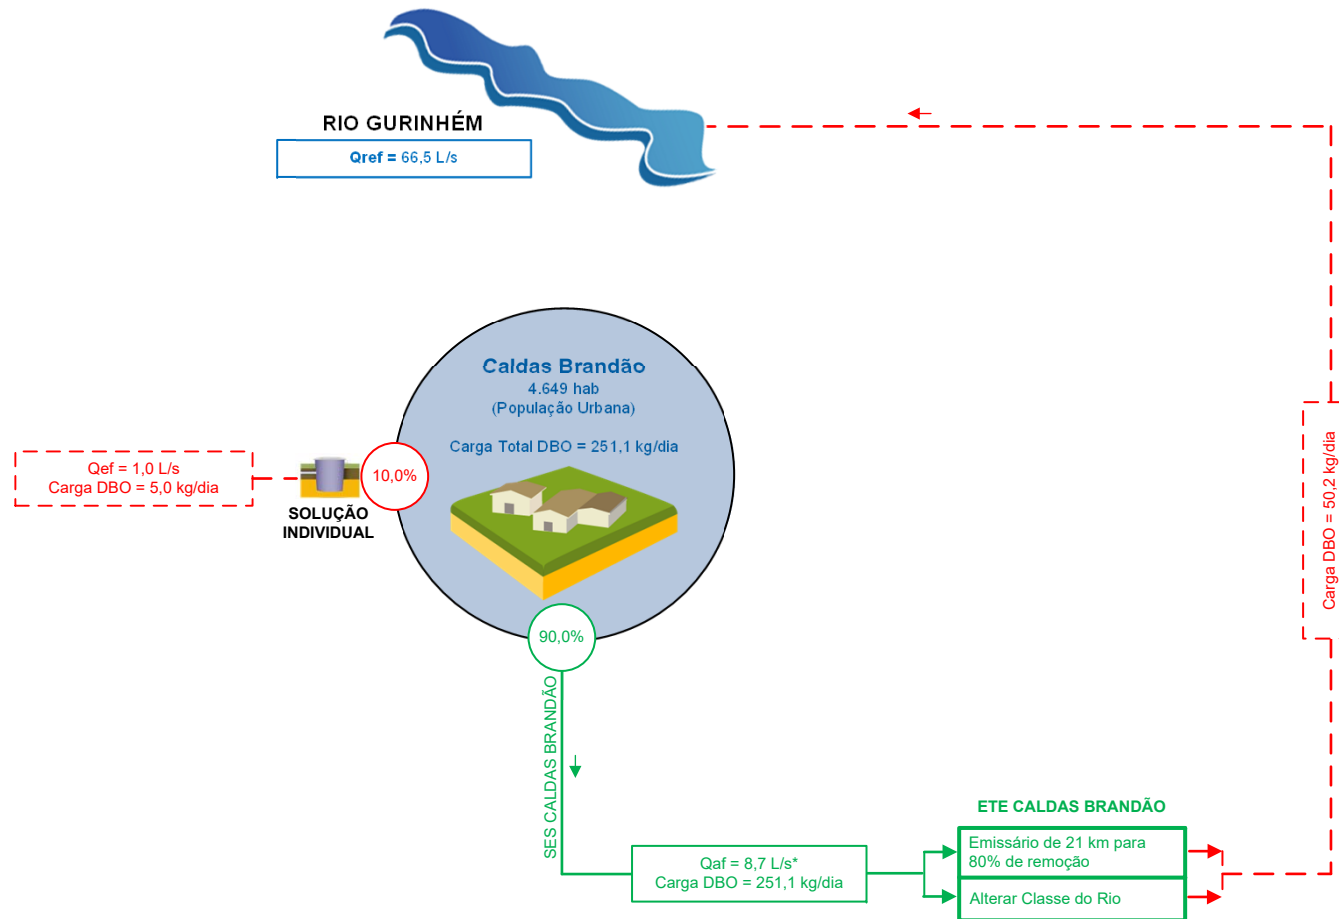 RIO GURINHÉM
Qref = 66,5 L/s
Caldas Brandão
4.649 hab
(População Urbana)
Carga Total DBO = 251,1 kg/dia
Qef = 1,0 L/s
Carga DBO = 5,0 kg/dia
10,0%
SOLUÇÃO
INDIVIDUAL
Carga DBO = 50,2 kg/dia
90,0%
SES CALDAS BRANDÃO
ETE CALDAS BRANDÃO
Qaf = 8,7 L/s*
Carga DBO = 251,1 kg/dia
Emissário de 21 km para
80% de remoção
Alterar Classe do Rio